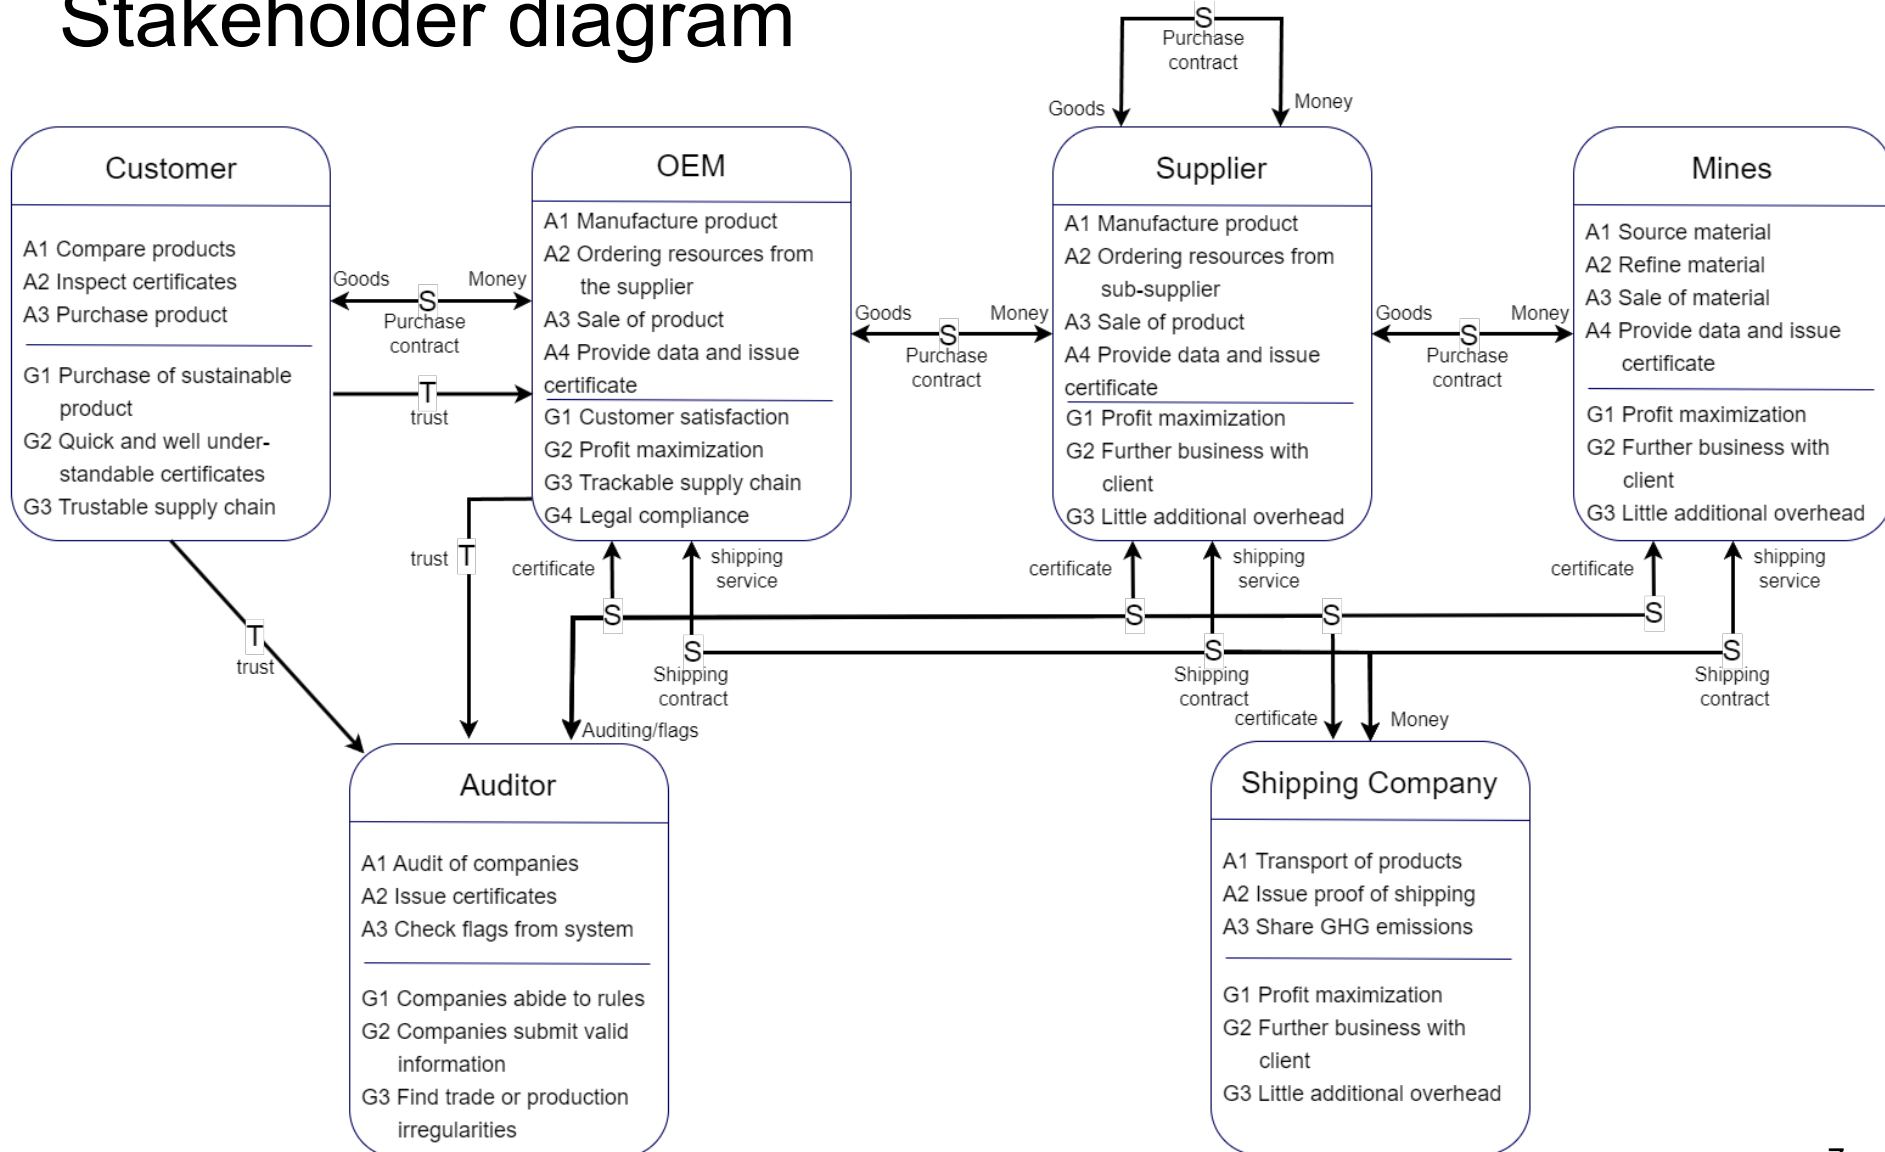 Stakeholder diagram
S
Purchase
contract
Goods
Money
Customer
A1 Compare products
A2 Inspect certificates
A3 Purchase product
G1 Purchase of sustainable
product
G2 Quick and well under-
standable certificates
G3 Trustable supply chain
Goods
Money
S
Purchase
contract
T
trust
OEM
A1 Manufacture product
A2 Ordering resources from
the supplier
A3 Sale of product
A4 Provide data and issue
certificate
G1 Customer satisfaction
G2 Profit maximization
G3 Trackable supply chain
G4 Legal compliance
Goods
Money
S
Purchase
contract
Supplier
A1 Manufacture product
A2 Ordering resources from
sub-supplier
A3 Sale of product
A4 Provide data and issue
certificate
G1 Profit maximization
G2 Further business with
client
G3 Little additional overhead
Goods
Money
S
Purchase
contract
Mines
A1 Source material
A2 Refine material
A3 Sale of material
A4 Provide data and issue
certificate
G1 Profit maximization
G2 Further business with
client
G3 Little additional overhead
trust
T
certificate
shipping
service
certificate
shipping
service
certificate
shipping
service
S
S
S
S
T
trust
S
Shipping
contract
S
Shipping
contract
S
Shipping
contract
Auditing/flags
certificate
Money
Auditor
A1 Audit of companies
A2 Issue certificates
A3 Check flags from system
G1 Companies abide to rules
G2 Companies submit valid
information
G3 Find trade or production
irregularities
Shipping Company
A1 Transport of products
A2 Issue proof of shipping
A3 Share GHG emissions
G1 Profit maximization
G2 Further business with
client
G3 Little additional overhead